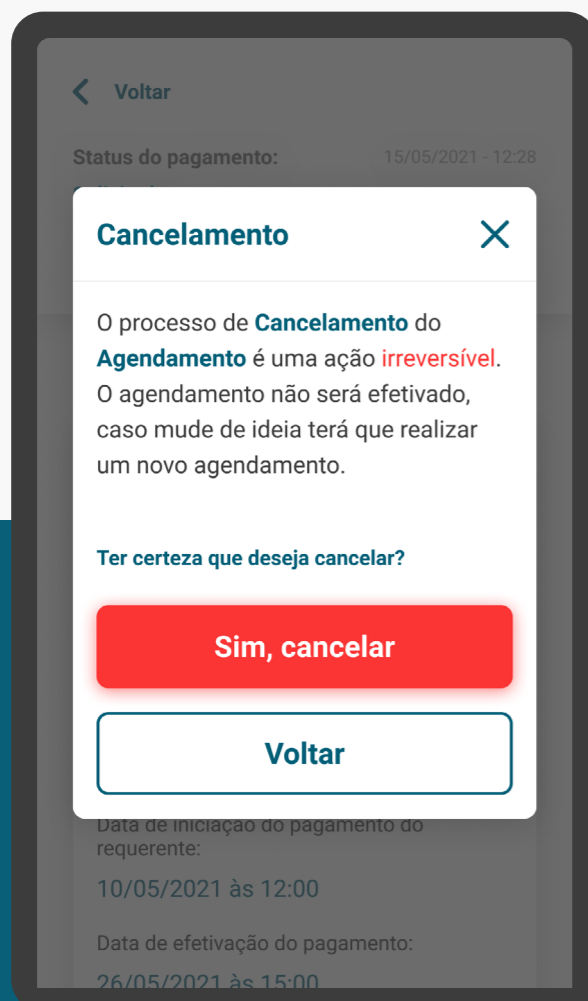 Voltar
Status do pagamento:
15/05/2021 - 12:28
Cancelamento
O processo de Cancelamento do
Agendamento é uma ação irreversível.
O agendamento não será efetivado,
caso mude de ideia terá que realizar
um novo agendamento.
Ter certeza que deseja cancelar?
Sim, cancelar
Voltar
Data de iniciação do pagamento do
requerente:
10/05/2021 às 12:00
Data de efetivação do pagamento:
26/05/2021 às 15:00